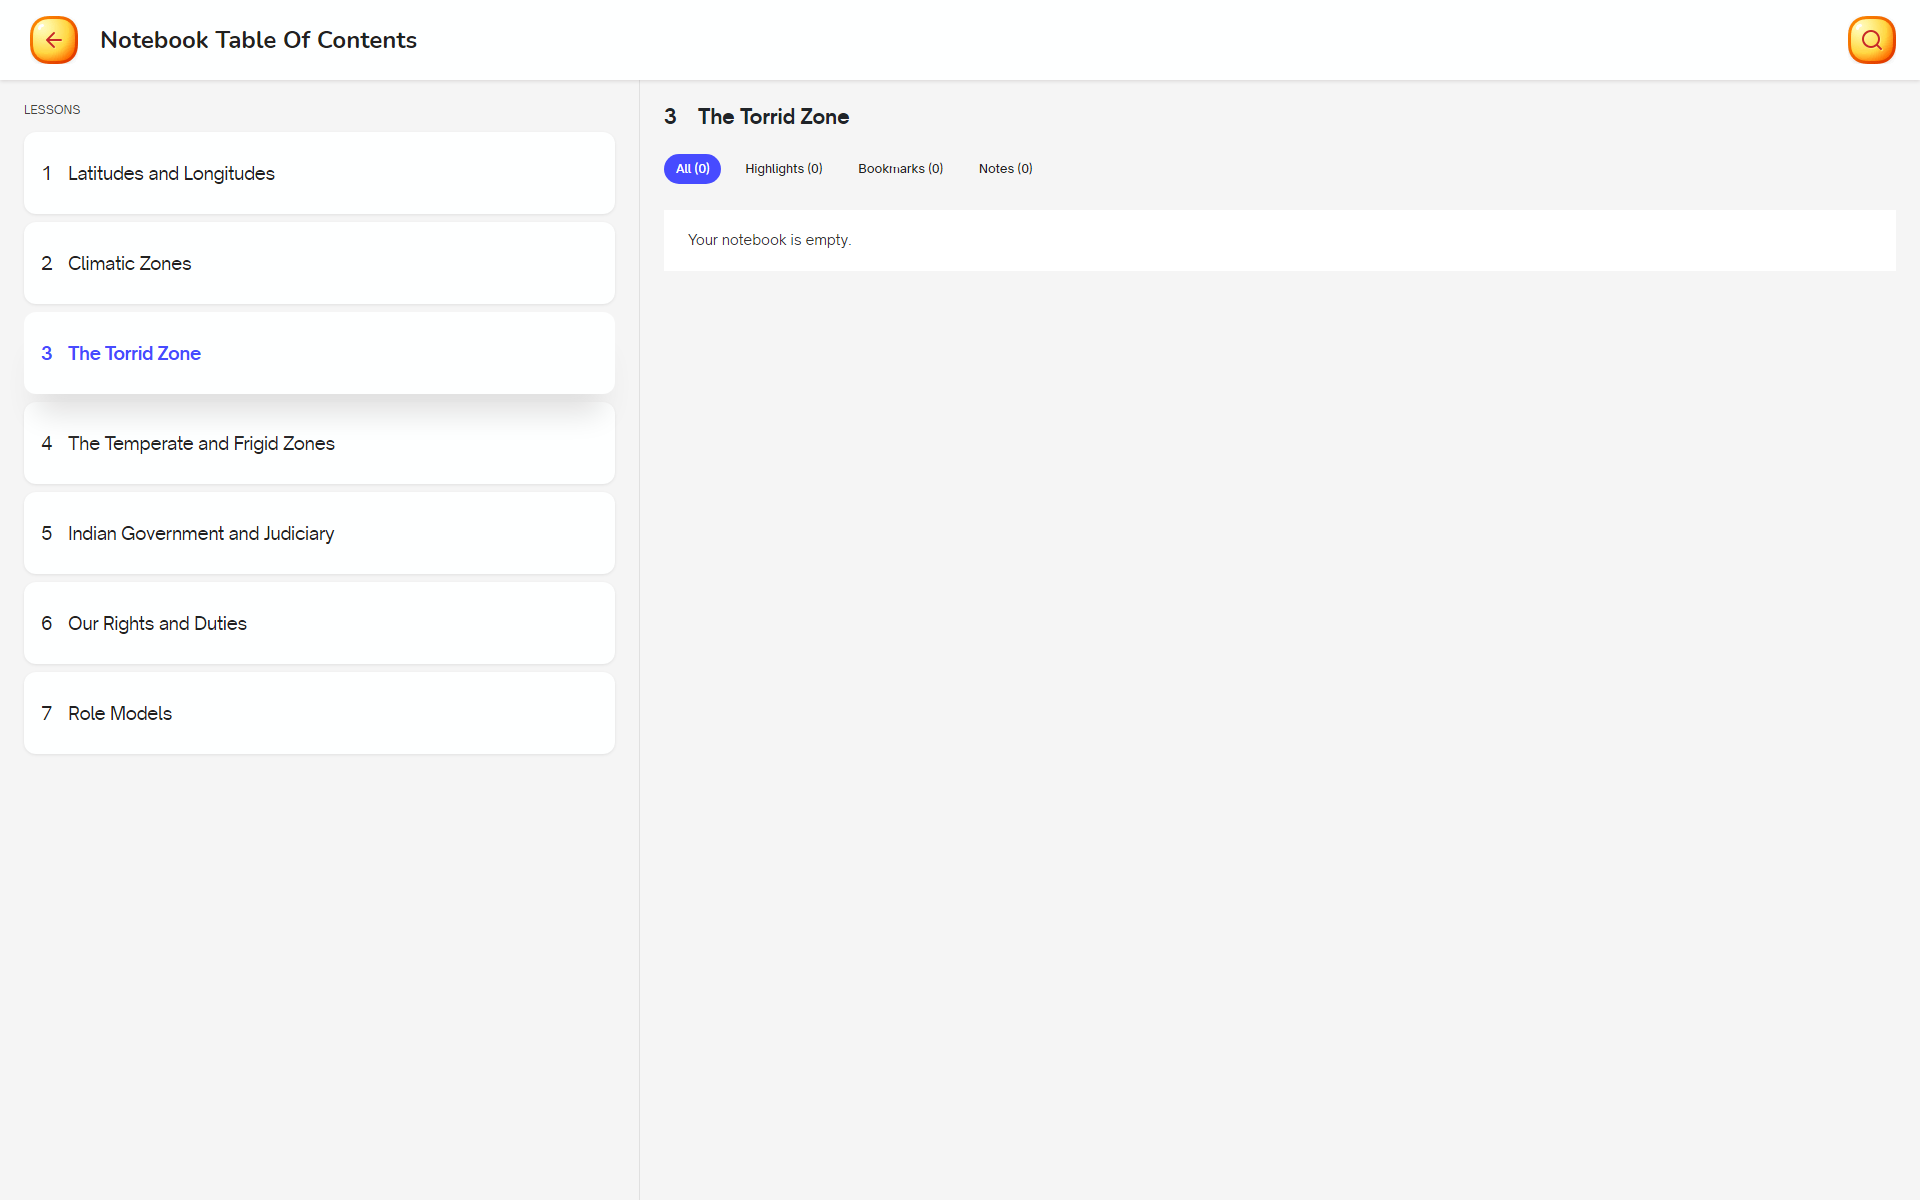 Notebook Table Of Contents
LESSONS
1 Latitudes and Longitudes
2 Climatic Zones
3 The Torrid Zone
4 The Temperate and Frigid Zones
5 Indian Government and Judiciary
6 Our Rights and Duties
7 Role Models
3 The Torrid Zone
All (0) Highlights (0) Bookmarks (0) Notes (0)
Your notebook is empty.